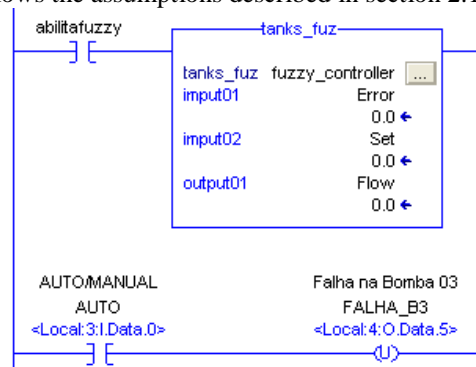 ows the assumptions described in section 2.1
abilitafuzzy
tanks_fuz
tanks_fuz fuzzy_controller ...
imput01 Error
0.0
imput02 Set
0.0
output01 Flow
0.0
AUTO/MANUAL Falha na Bomba 03
AUTO FALHA_B3
<Local:3:I.Data.0> <Local:4:O.Data.5>
U